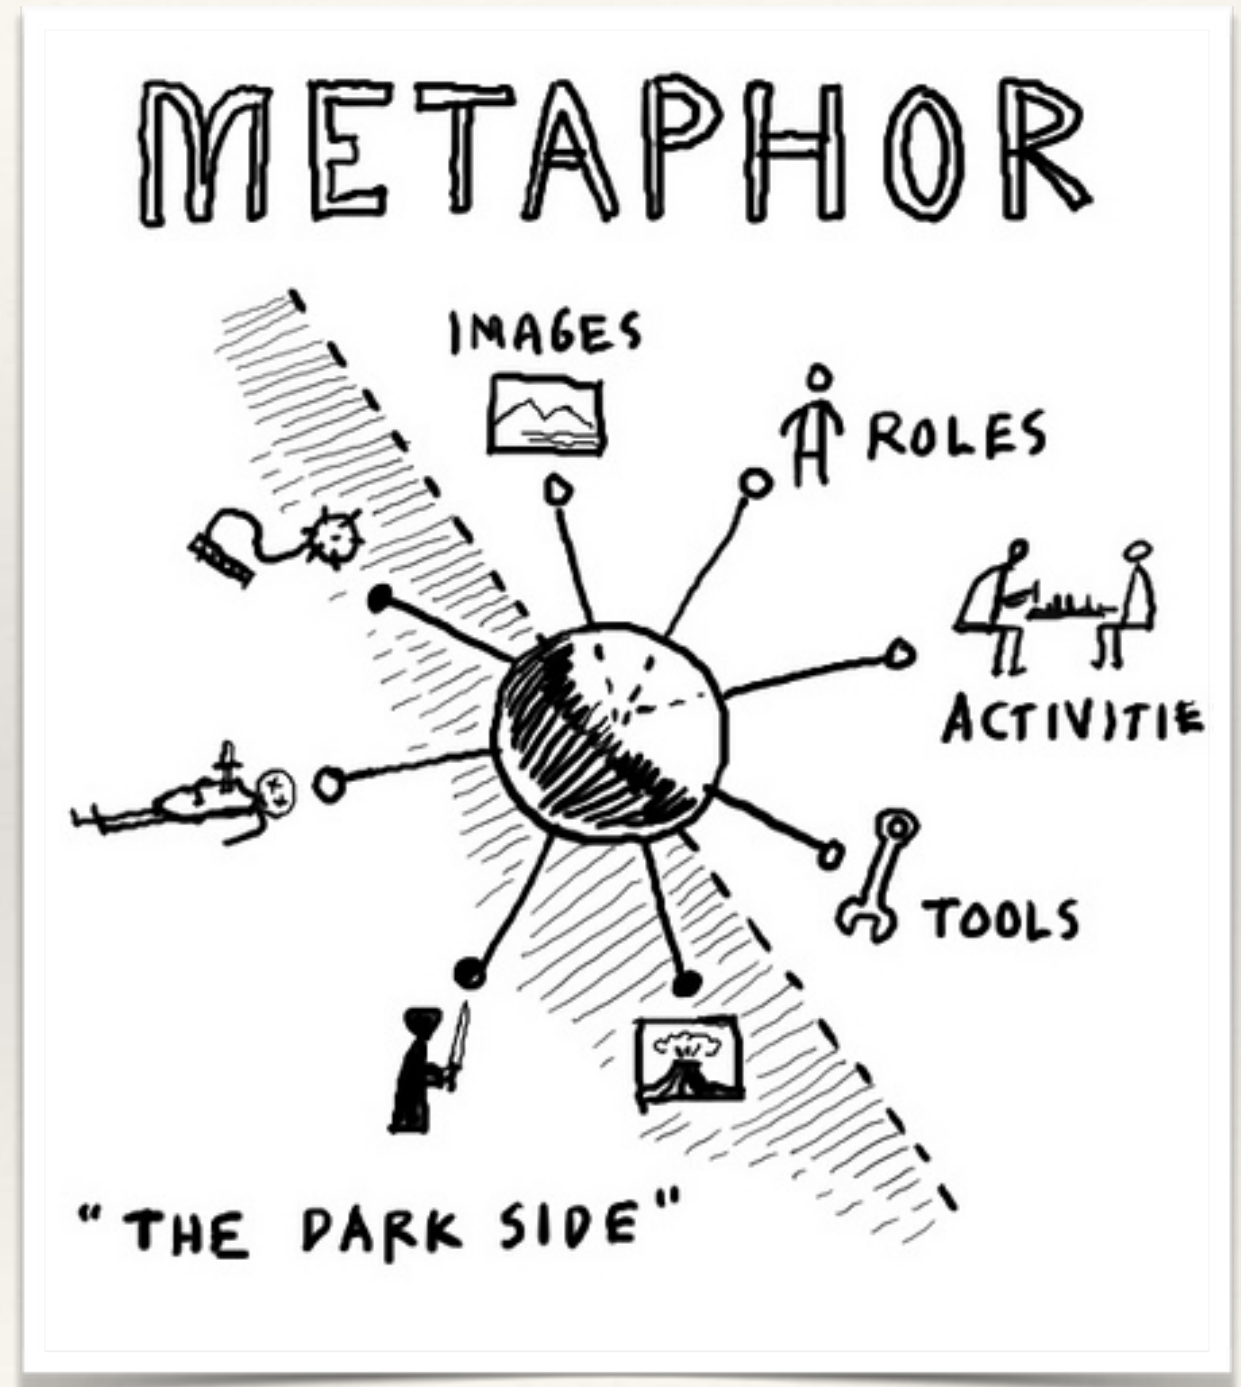 METAPHOR
IMAGES
ROLES
ACTIVITIE
TOOLS
"THE DARK SIDE"